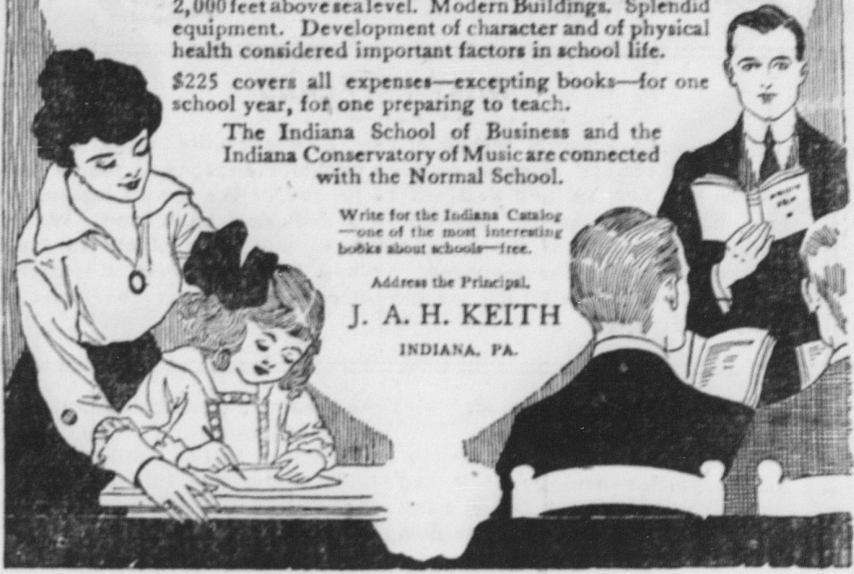 2,000 feet above sea level. Modern Buildings. Splendid
equipment. Development of character and of physical
health considered important factors in school life.
$225 covers all expenses—excepting books—for one
school year, for one preparing to teach.
The Indiana School of Business and the
Indiana Conservatory of Music are connected
with the Normal School.
Write for the Indiana Catalog
—one of the most interesting
books about schools—free.
Address the Principal,
J. A. H. KEITH
INDIANA, PA.